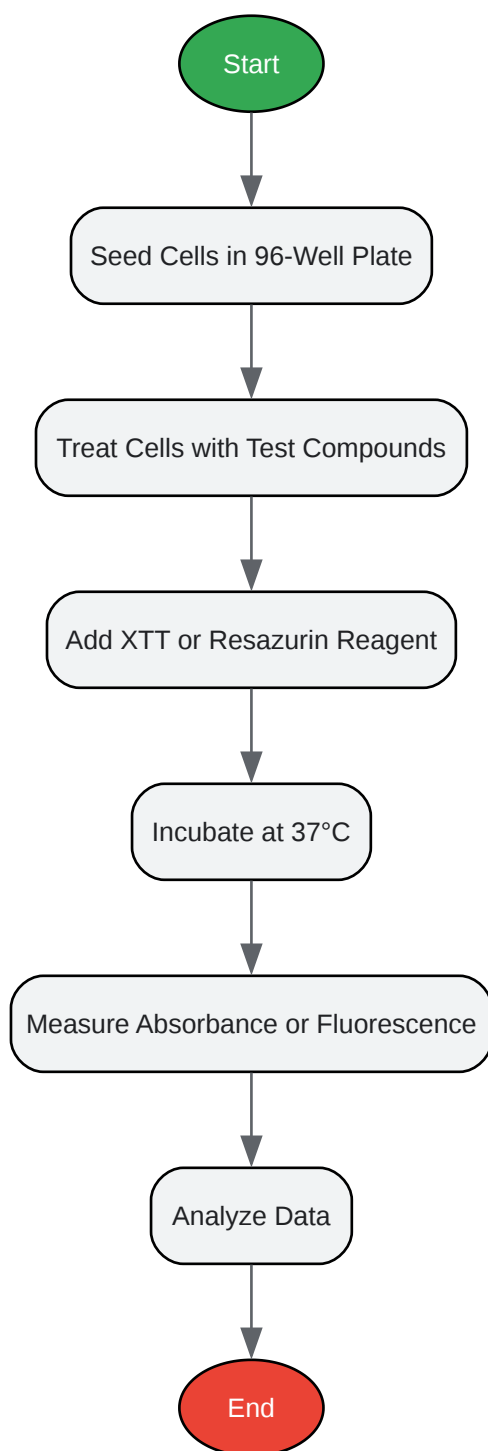 Start
Seed Cells in 96-Well Plate
Treat Cells with Test Compounds
Add XTT or Resazurin Reagent
Incubate at 37°C
Measure Absorbance or Fluorescence
Analyze Data
End